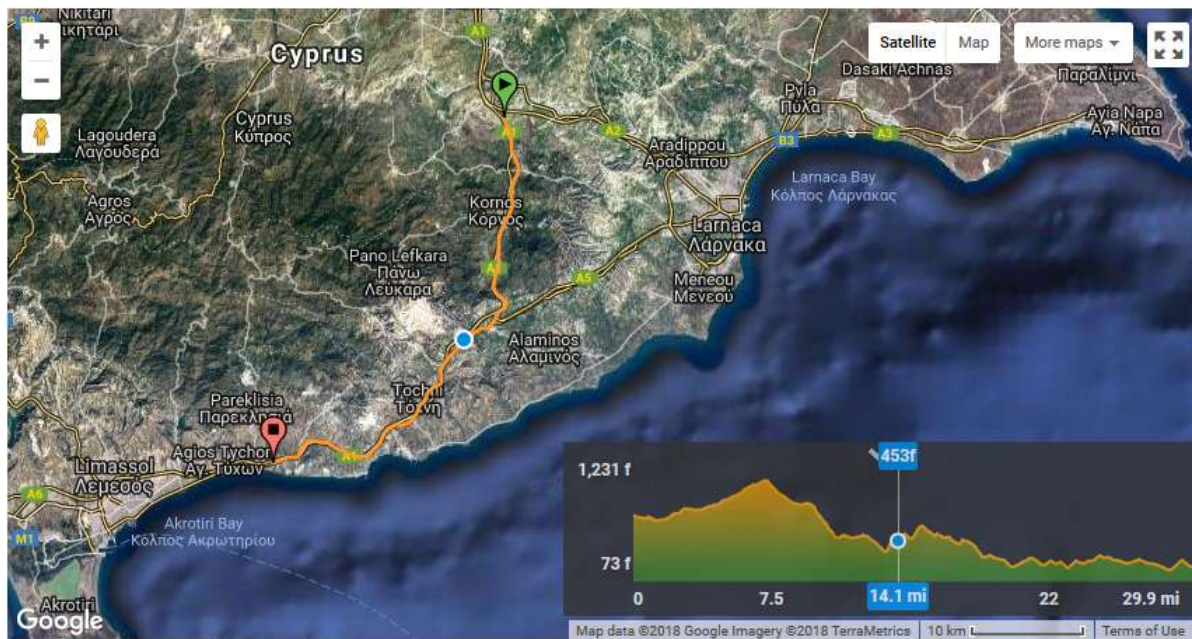 Nikitari
ικητάρι
Cyprus
A1
Satellite
Map
More maps
Dasaki Achnas
Παραλίμνι
Pyla
Πύλα
Ayia Napa
Αγ. Νάπα
Cyprus
Κύπρος
Lagoudera
Λαγουδερά
A2
Aradippou
Αραδίππου
B3
A3
Larnaca Bay
Κόλπος Λάρνακας
Agros
Αγρός
Kornos
Κόρνος
Larnaca
Λάρνακα
Pano Lefkara
Πάνω
Λεύκαρα
A5
Meneou
Μενεού
Alaminos
Αλαμινός
Tochni
Τόχνη
Pareklisia
Παρεκλησιά
Agios Tychon
Αγ. Τύχων
A1
Limassol
Λεμεσός
A6
M1
Akrotiri Bay
Κόλπος Ακρωτηρίου
Akrotiri
Google
453f
1,231 f
73 f
0
7.5
14.1 mi
22
29.9 mi
Map data ©2018 Google Imagery ©2018 TerraMetrics
10 km
Terms of Use